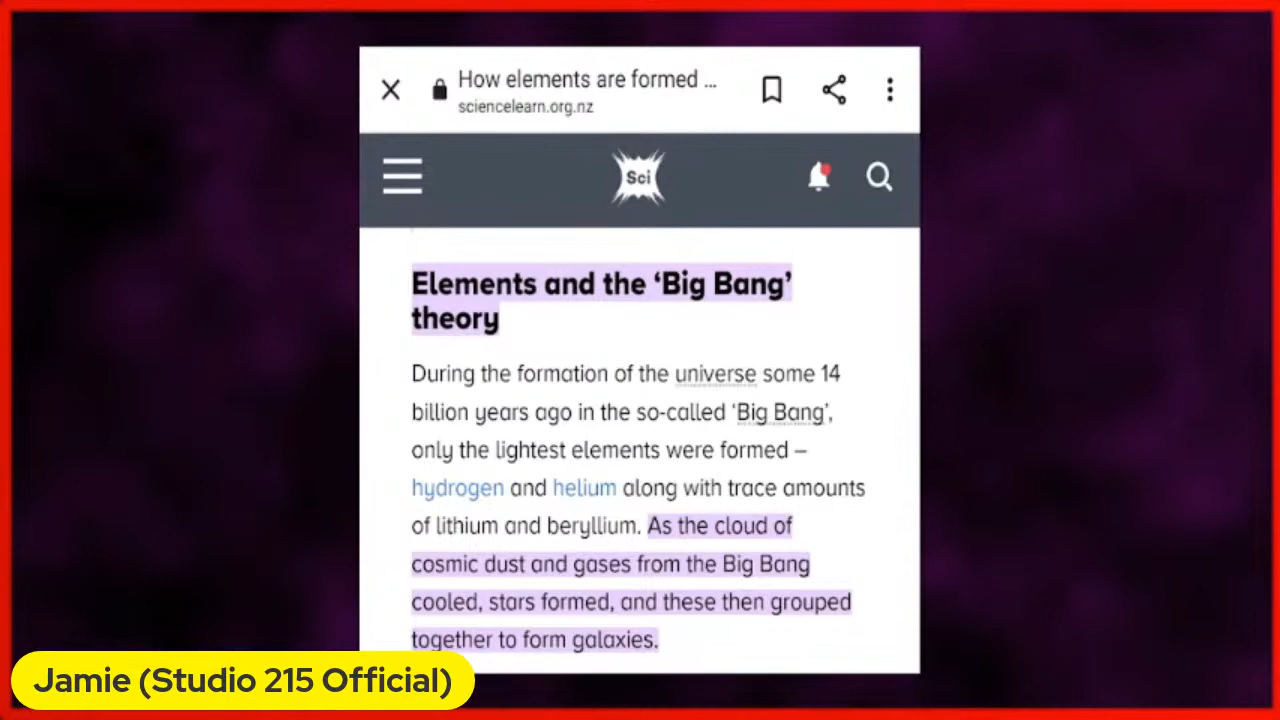 How elements are formed ...
sciencelearn.org.nz
Sci
Elements and the ‘Big Bang’
theory
During the formation of the universe some 14
billion years ago in the so-called ‘Big Bang’,
only the lightest elements were formed –
hydrogen and helium along with trace amounts
of lithium and beryllium. As the cloud of
cosmic dust and gases from the Big Bang
cooled, stars formed, and these then grouped
together to form galaxies.
Jamie (Studio 215 Official)